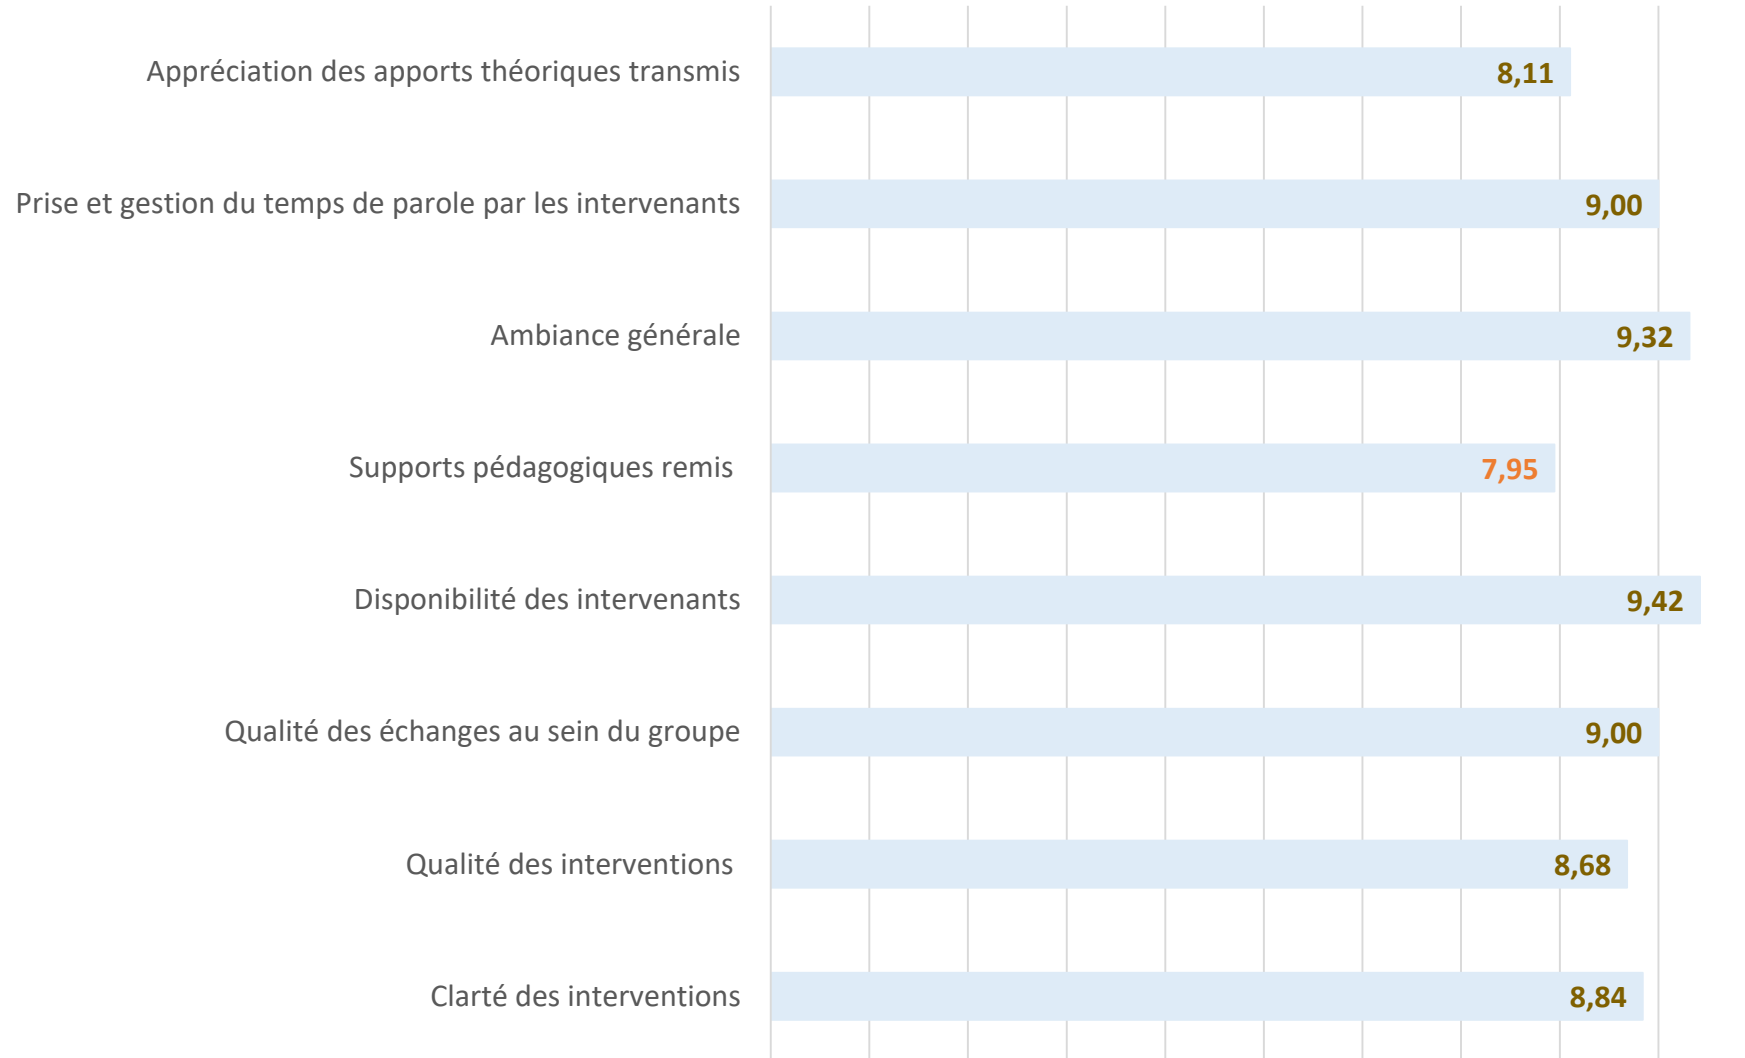 Appréciation des apports théoriques transmis 8,11
Prise et gestion du temps de parole par les intervenants 9,00
Ambiance générale 9,32
Supports pédagogiques remis 7,95
Disponibilité des intervenants 9,42
Qualité des échanges au sein du groupe 9,00
Qualité des interventions 8,68
Clarté des interventions 8,84